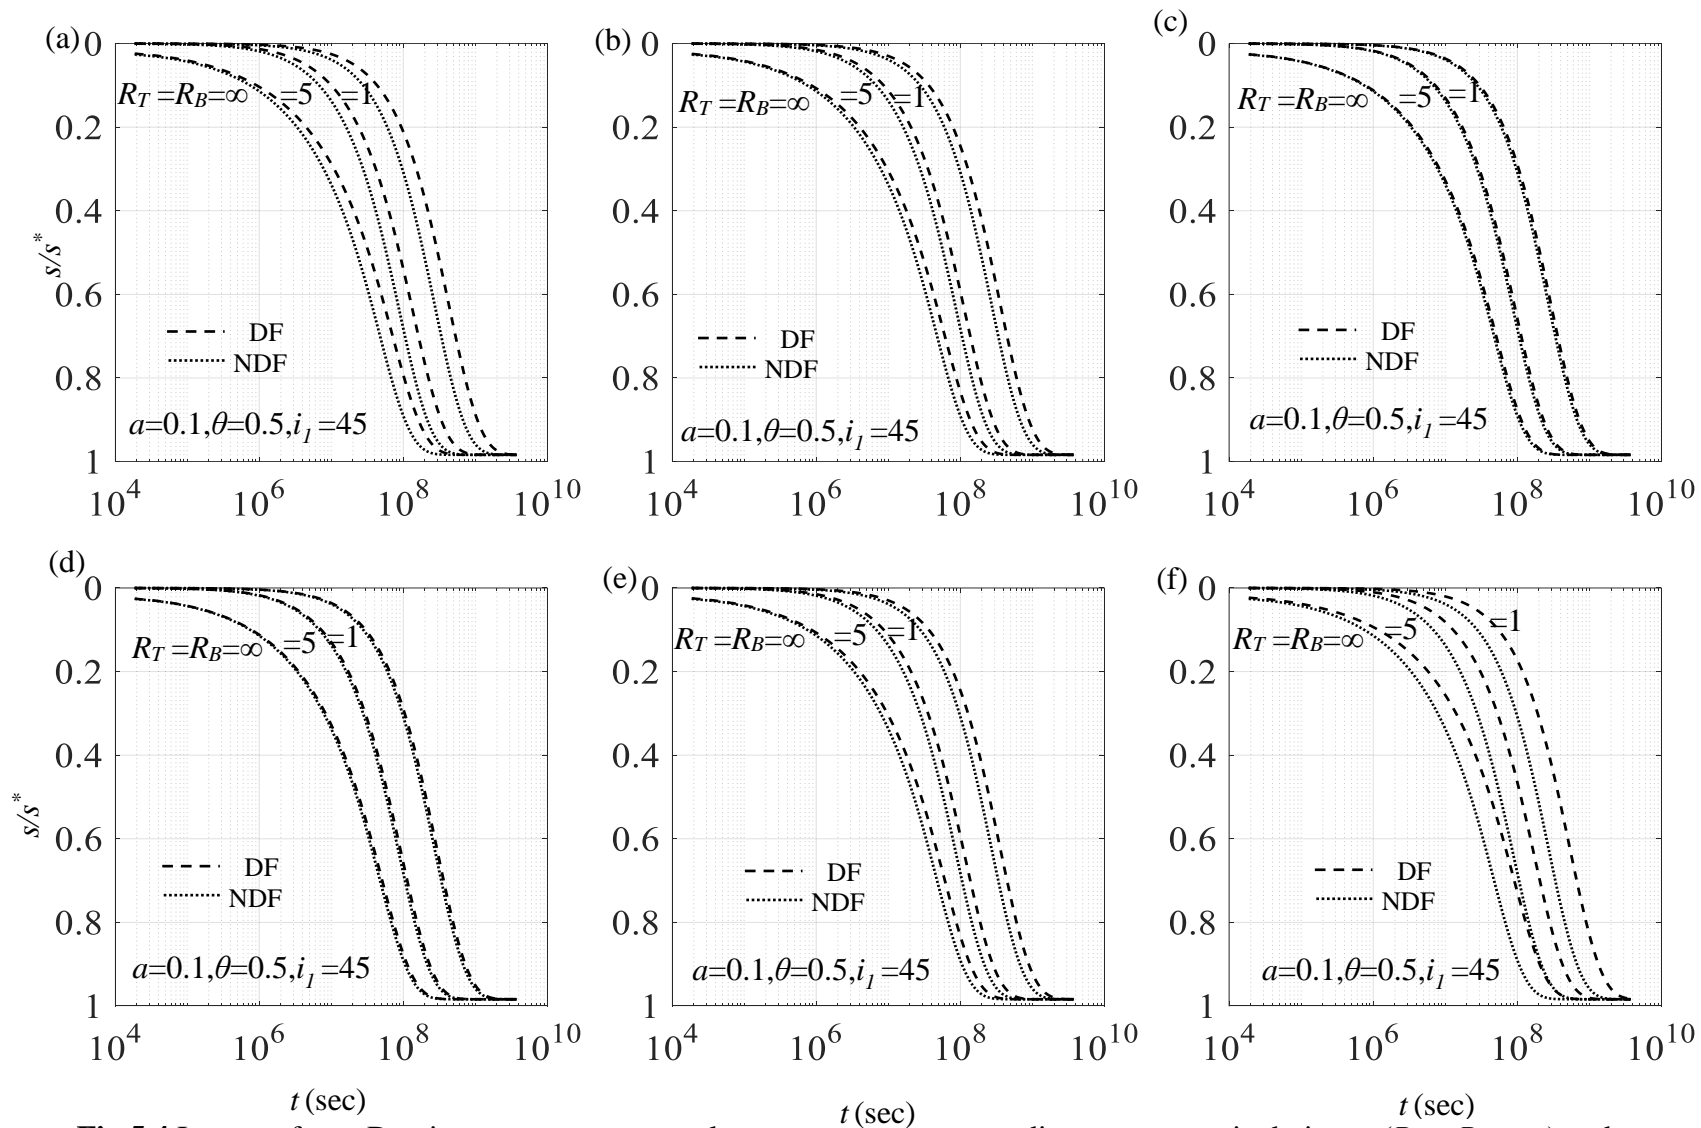 (a)
0
0.2
0.4
0.6
0.8
1
s/s*
R_T =R_B=∞
=5
=1
DF
NDF
a=0.1,θ=0.5,i_1 =45
10^4 10^6 10^8 10^10
(b)
0
0.2
0.4
0.6
0.8
1
R_T =R_B=∞
=5
=1
DF
NDF
a=0.1,θ=0.5,i_1 =45
10^4 10^6 10^8 10^10
(c)
0
0.2
0.4
0.6
0.8
1
R_T =R_B=∞
=5
=1
DF
NDF
a=0.1,θ=0.5,i_1 =45
10^4 10^6 10^8 10^10
(d)
0
0.2
0.4
0.6
0.8
1
s/s*
R_T =R_B=∞
=5
=1
DF
NDF
a=0.1,θ=0.5,i_1 =45
10^4 10^6 10^8 10^10
t (sec)
(e)
0
0.2
0.4
0.6
0.8
1
R_T =R_B=∞
=5
=1
DF
NDF
a=0.1,θ=0.5,i_1 =45
10^4 10^6 10^8 10^10
t (sec)
(f)
0
0.2
0.4
0.6
0.8
1
R_T =R_B=∞
=5
=1
DF
NDF
a=0.1,θ=0.5,i_1 =45
10^4 10^6 10^8 10^10
t (sec)